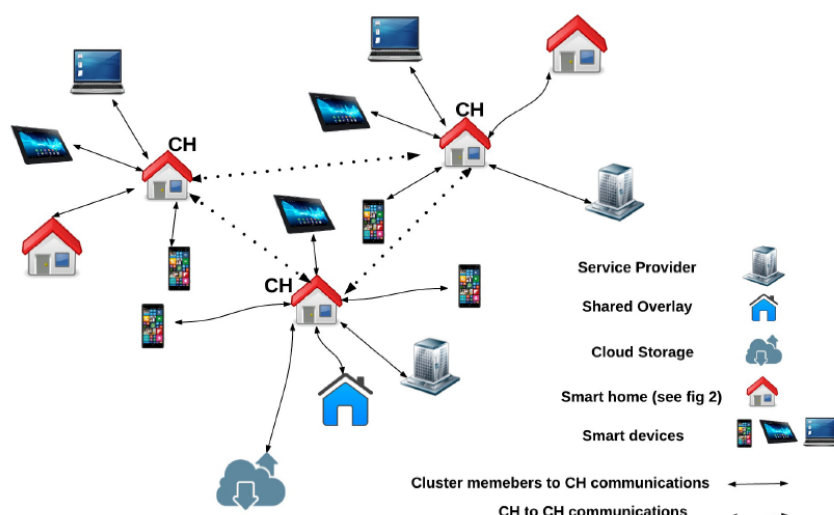 CH
CH
CH
Service Provider
Shared Overlay
Cloud Storage
Smart home (see fig 2)
Smart devices
Cluster memebers to CH communications
CH to CH communications